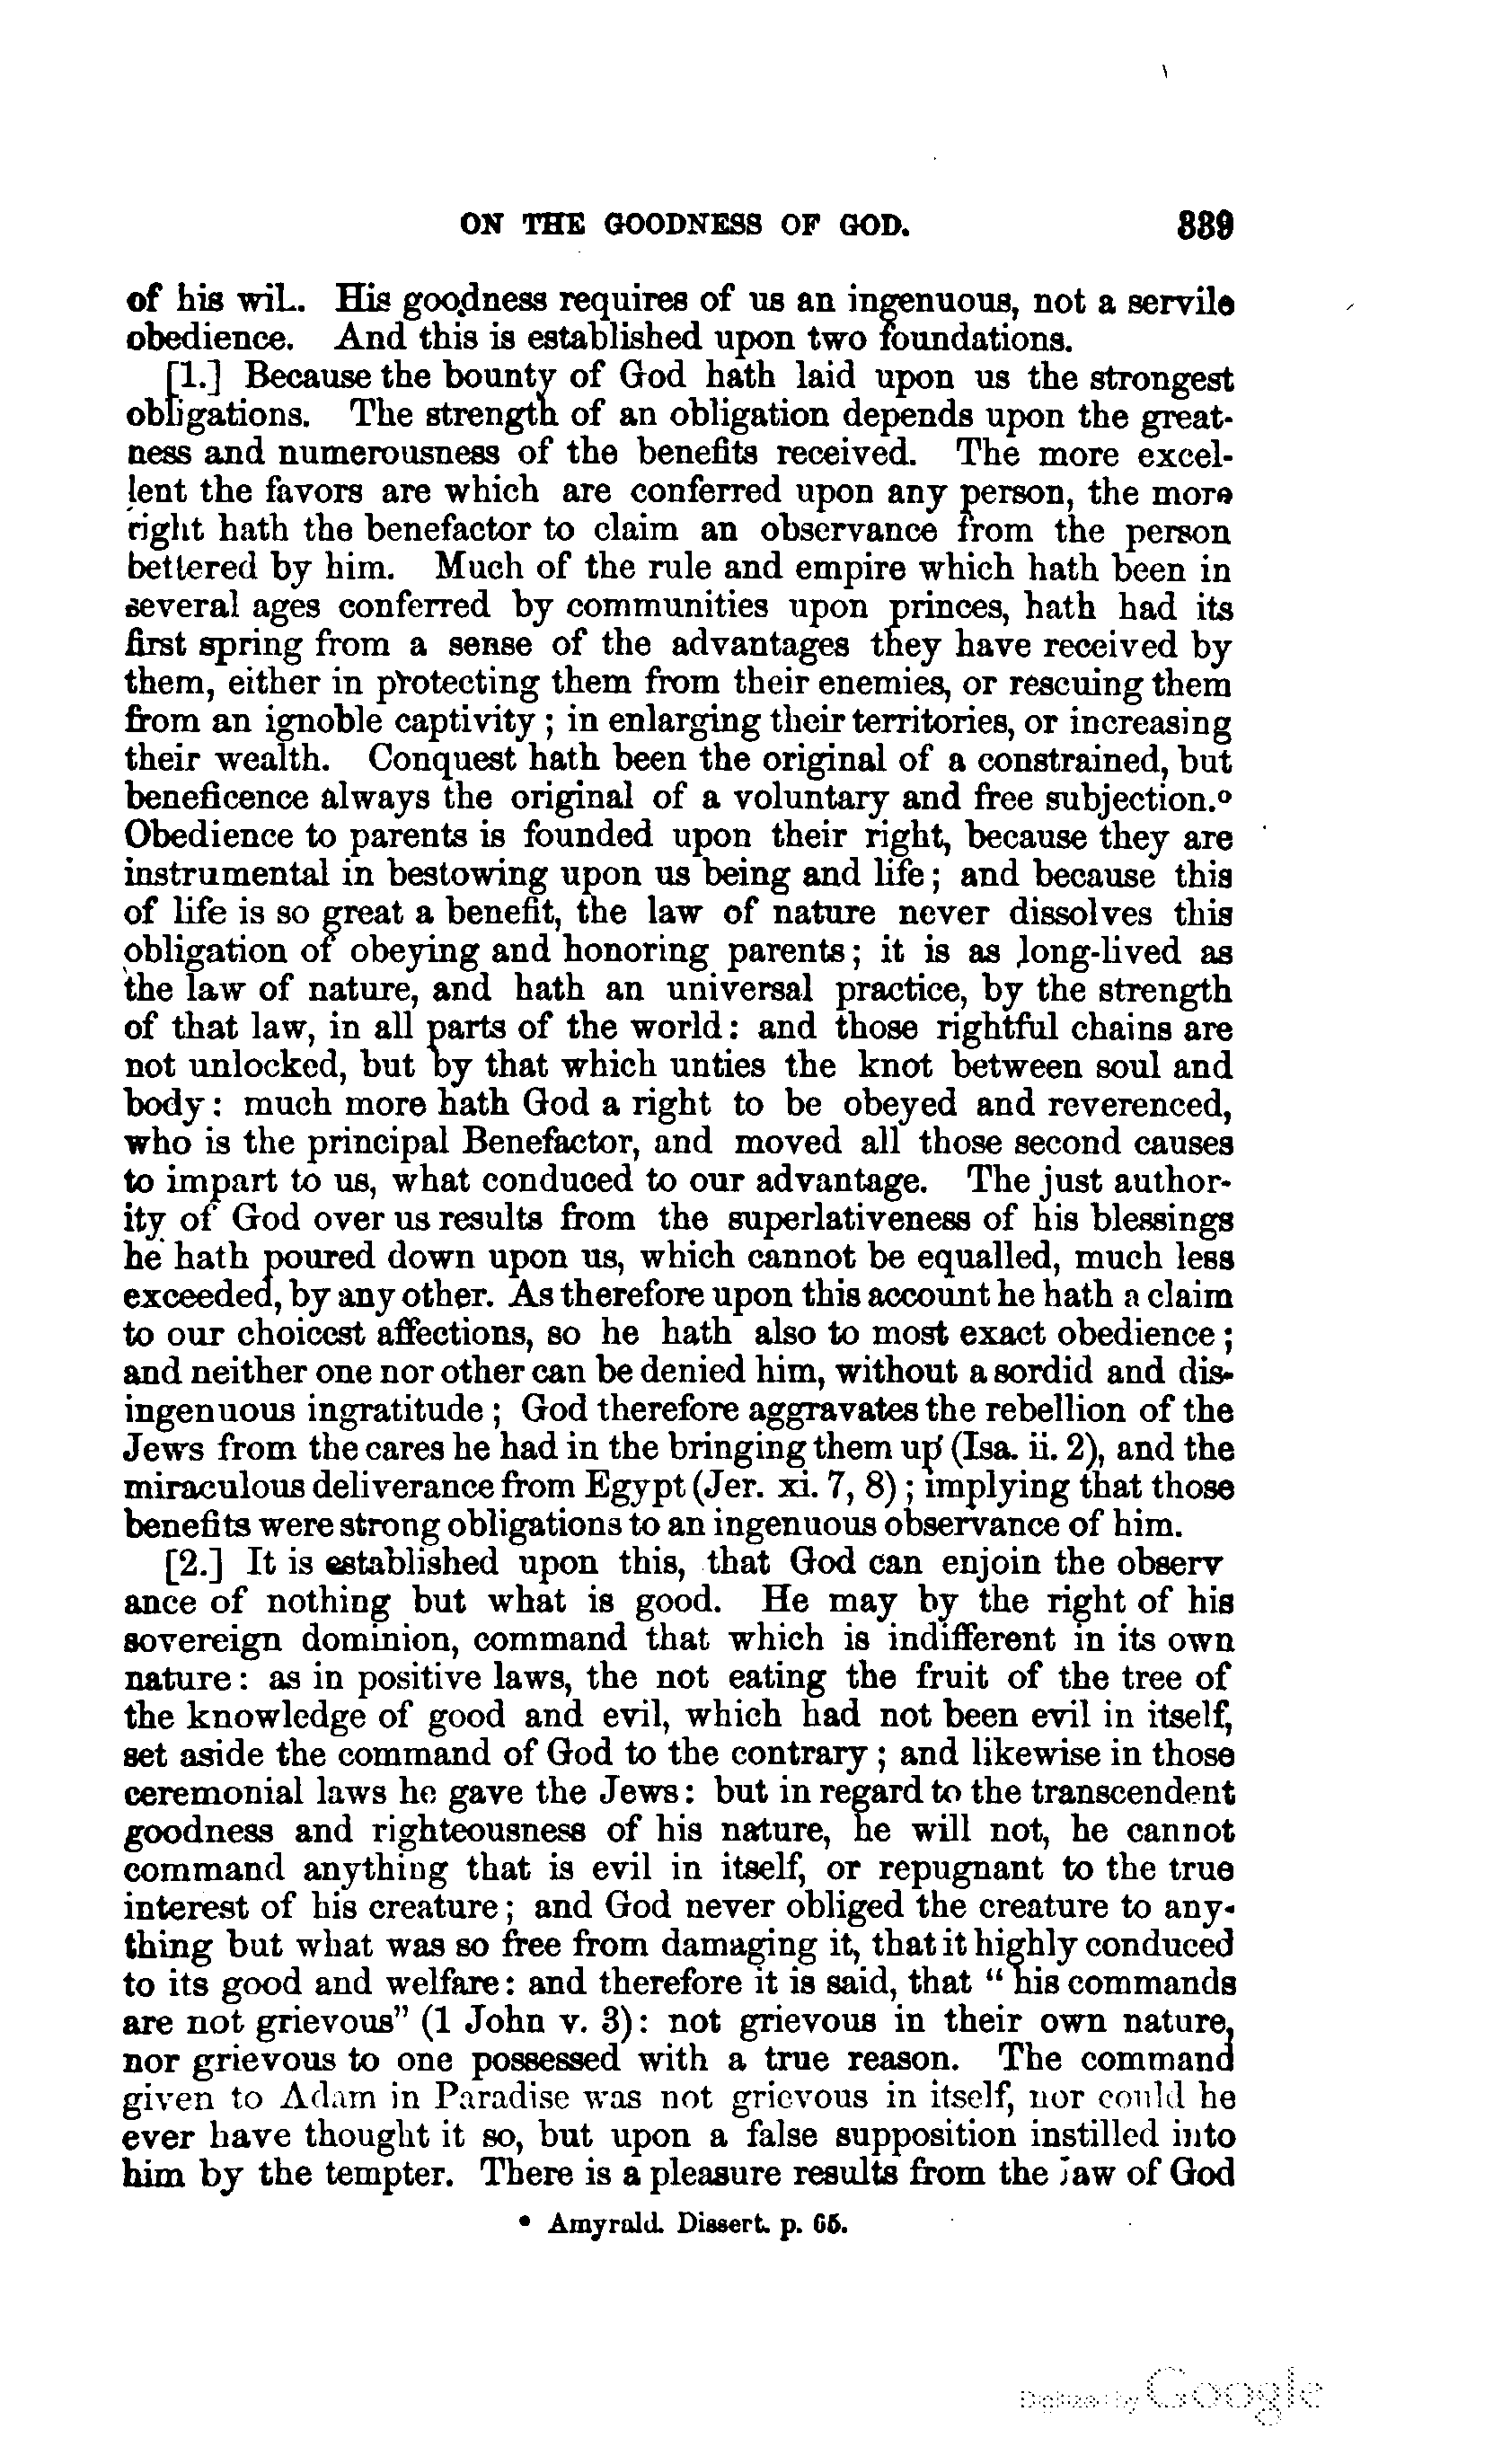 ON THE GOODNESS OF GOD. 339
of his wil. His goodness requires of us an ingenuous, not a servile
obedience. And this is established upon two foundations.
[1.] Because the bounty of God hath laid upon us the strongest
obligations. The strength of an obligation depends upon the great-
ness and numerousness of the benefits received. The more excel-
lent the favors are which are conferred upon any person, the more
right hath the benefactor to claim an observance from the person
bettered by him. Much of the rule and empire which hath been in
several ages conferred by communities upon princes, hath had its
first spring from a sense of the advantages they have received by
them, either in protecting them from their enemies, or rescuing them
from an ignoble captivity; in enlarging their territories, or increasing
their wealth. Conquest hath been the original of a constrained, but
beneficence always the original of a voluntary and free subjection.º
Obedience to parents is founded upon their right, because they are
instrumental in bestowing upon us being and life; and because this
of life is so great a benefit, the law of nature never dissolves this
obligation of obeying and honoring parents; it is as long-lived as
the law of nature, and hath an universal practice, by the strength
of that law, in all parts of the world: and those rightful chains are
not unlocked, but by that which unties the knot between soul and
body: much more hath God a right to be obeyed and reverenced,
who is the principal Benefactor, and moved all those second causes
to impart to us, what conduced to our advantage. The just author-
ity of God over us results from the superlativeness of his blessings
he hath poured down upon us, which cannot be equalled, much less
exceeded, by any other. As therefore upon this account he hath a claim
to our choicest affections, so he hath also to most exact obedience;
and neither one nor other can be denied him, without a sordid and dis-
ingenuous ingratitude; God therefore aggravates the rebellion of the
Jews from the cares he had in the bringing them up (Isa. ii. 2), and the
miraculous deliverance from Egypt (Jer. xi. 7, 8); implying that those
benefits were strong obligations to an ingenuous observance of him.
[2.] It is established upon this, that God can enjoin the observ
ance of nothing but what is good. He may by the right of his
sovereign dominion, command that which is indifferent in its own
nature: as in positive laws, the not eating the fruit of the tree of
the knowledge of good and evil, which had not been evil in itself,
set aside the command of God to the contrary; and likewise in those
ceremonial laws he gave the Jews: but in regard to the transcendent
goodness and righteousness of his nature, he will not, he cannot
command anything that is evil in itself, or repugnant to the true
interest of his creature; and God never obliged the creature to any-
thing but what was so free from damaging it, that it highly conduced
to its good and welfare: and therefore it is said, that "his commands
are not grievous" (1 John v. 3): not grievous in their own nature,
nor grievous to one possessed with a true reason. The command
given to Adam in Paradise was not grievous in itself, nor could he
ever have thought it so, but upon a false supposition instilled into
him by the tempter. There is a pleasure results from the law of God
• Amyrald. Dissert. p. 65.
Digitized by Google